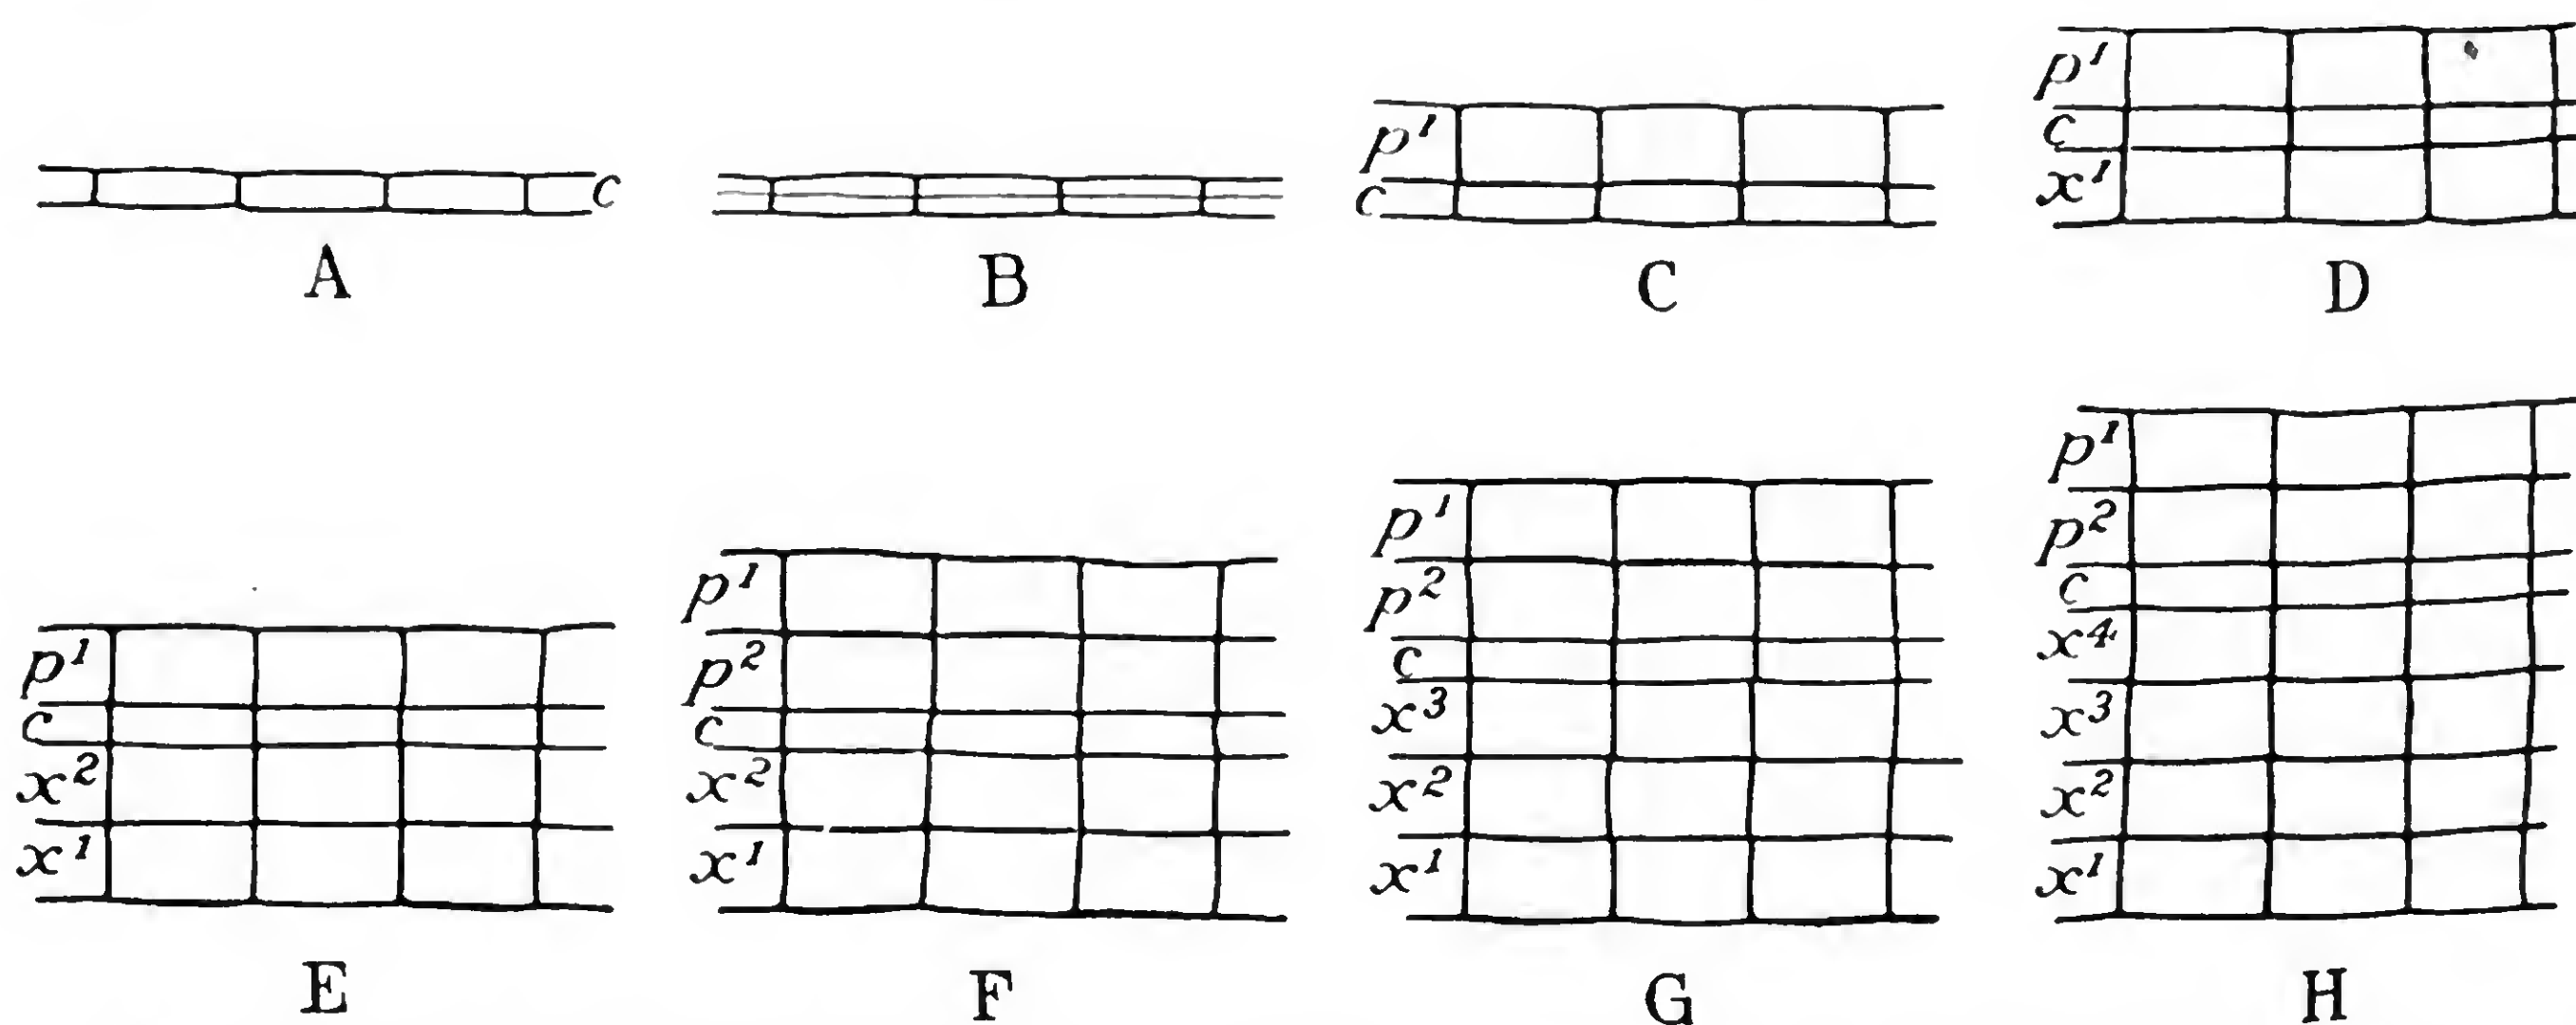 c
A
B
p¹
c
C
p¹
c
x¹
D
p¹
c
x²
x¹
E
p¹
p²
c
x²
x¹
F
p¹
p²
c
x³
x²
x¹
G
p¹
p²
c
x⁴
x³
x²
x¹
H